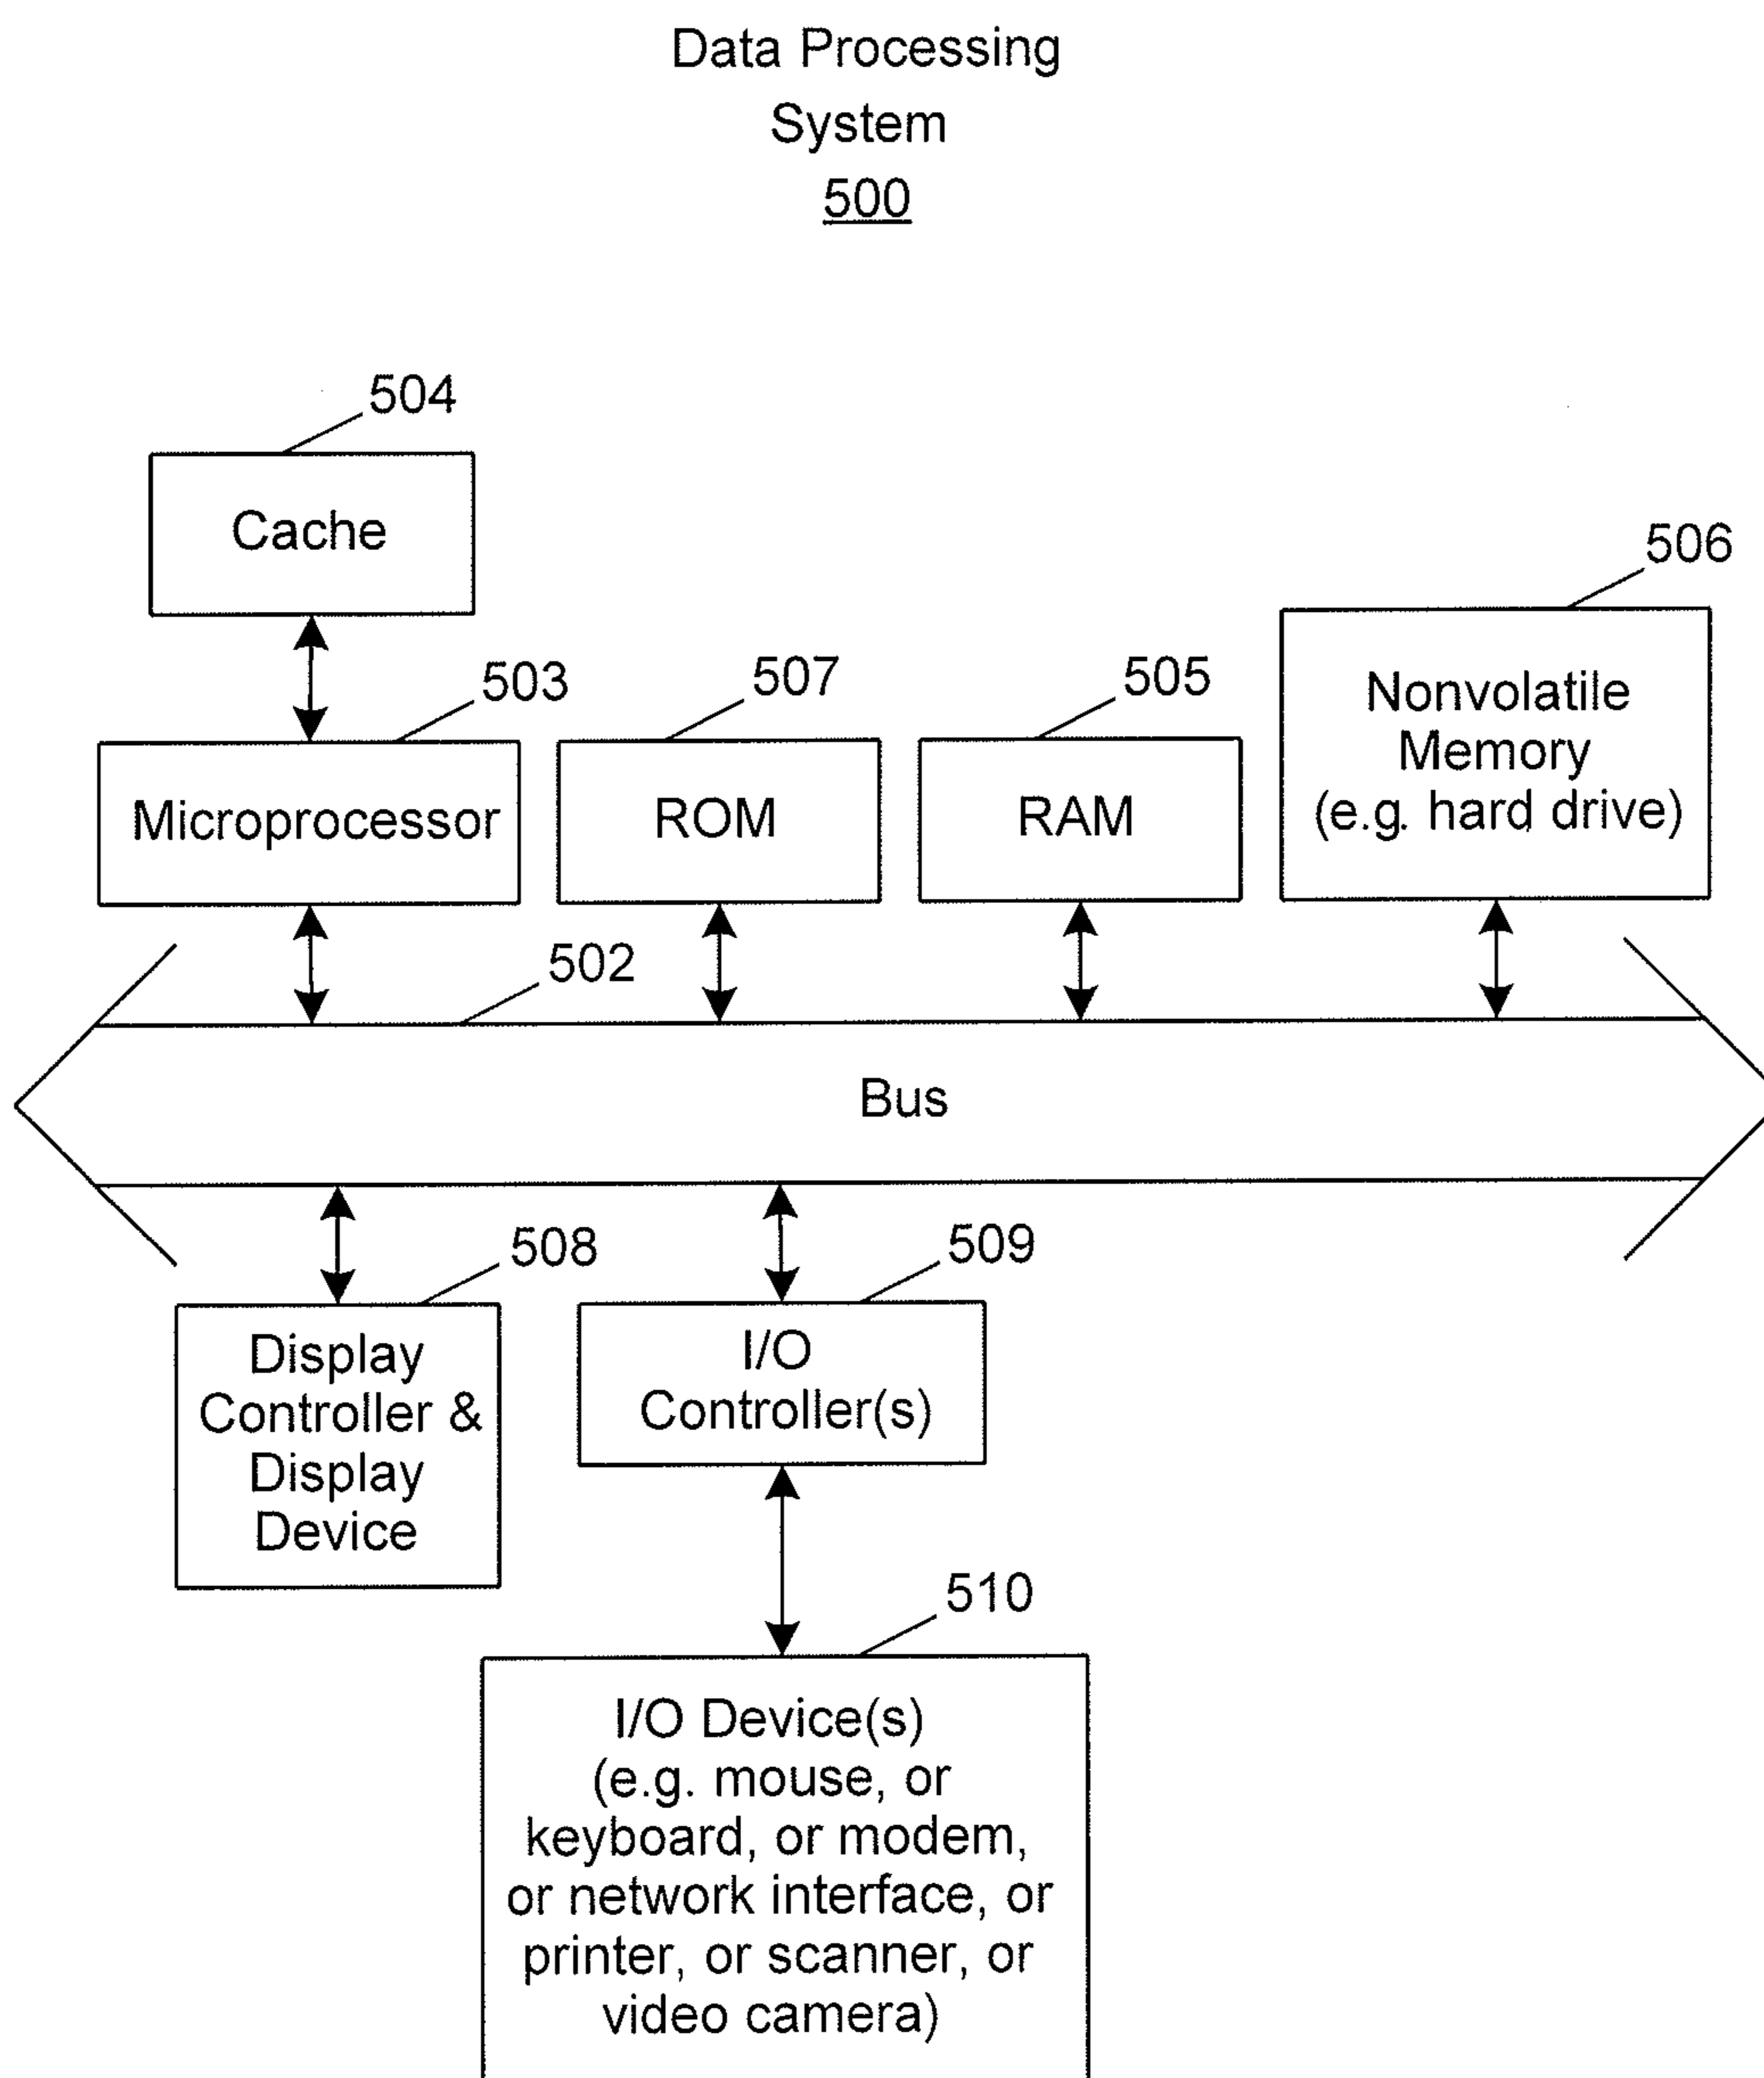 Data Processing
System
500
504
Cache
506
503
507
505
Nonvolatile
Memory
(e.g. hard drive)
Microprocessor
ROM
RAM
502
Bus
508
509
Display
Controller &
Display
Device
I/O
Controller(s)
510
I/O Device(s)
(e.g. mouse, or
keyboard, or modem,
or network interface, or
printer, or scanner, or
video camera)